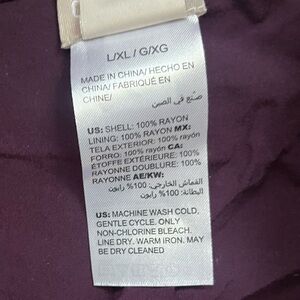 L/XL / G/XG
MADE IN CHINA/ HECHO EN
CHINA/ FABRIQUÉ EN
CHINE/
صنع في الصين
US: SHELL: 100% RAYON
LINING: 100% RAYON MX:
TELA EXTERIOR: 100% rayón
FORRO: 100% rayón CA:
ÉTOFFE EXTÉRIEURE: 100%
RAYONNE DOUBLURE: 100%
RAYONNE AE/KW:
القماش الخارجي: 100% رايون
البطانة: 100% رايون
US: MACHINE WASH COLD,
GENTLE CYCLE. ONLY
NON-CHLORINE BLEACH.
LINE DRY. WARM IRON. MAY
BE DRY CLEANED